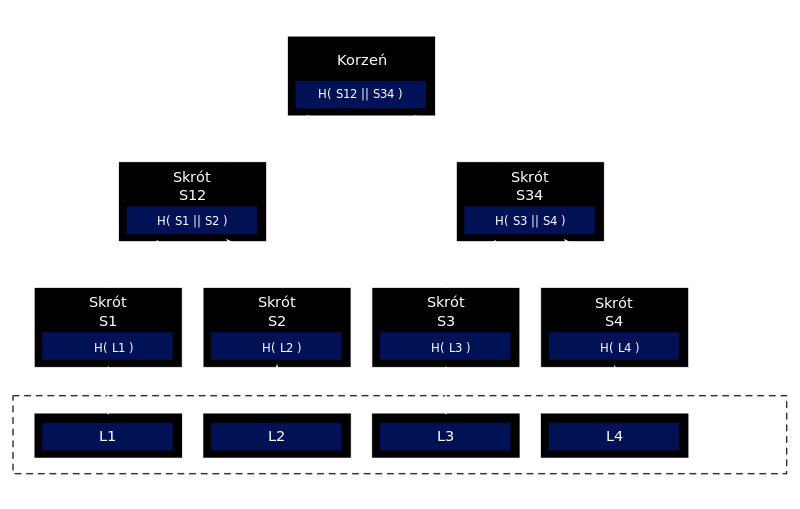 Korzeń
H( S12 || S34 )
Skrót
S12
H( S1 || S2 )
Skrót
S34
H( S3 || S4 )
Skrót
S1
H( L1 )
Skrót
S2
H( L2 )
Skrót
S3
H( L3 )
Skrót
S4
H( L4 )
L1
L2
L3
L4